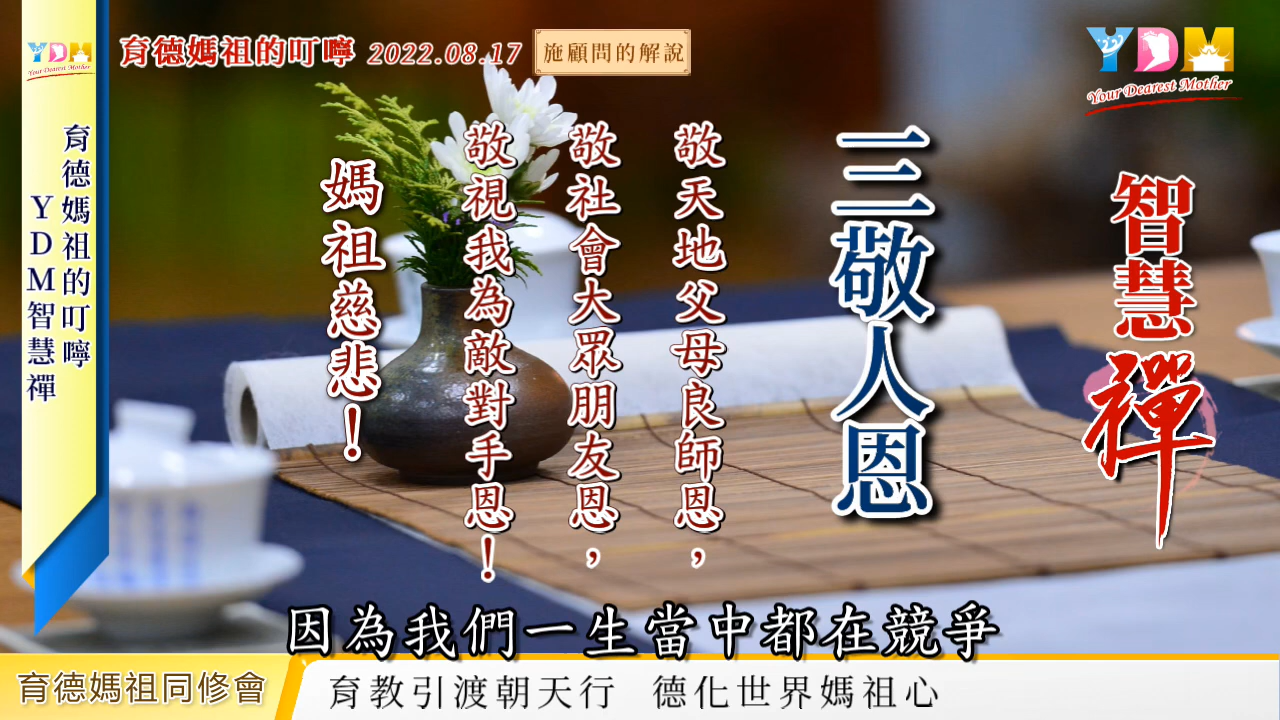 YDM
Your Dearest Mother
育德媽祖的叮嚀
YDM智慧禪
育德媽祖的叮嚀 2022.08.17
施顧問的解說
YDM
Your Dearest Mother
智慧禪
三敬人恩
敬天地父母良師恩，
敬社會大眾朋友恩，
敬視我為敵對手恩！
媽祖慈悲！
因為我們一生當中都在競爭
育德媽祖同修會
育教引渡朝天行 德化世界媽祖心